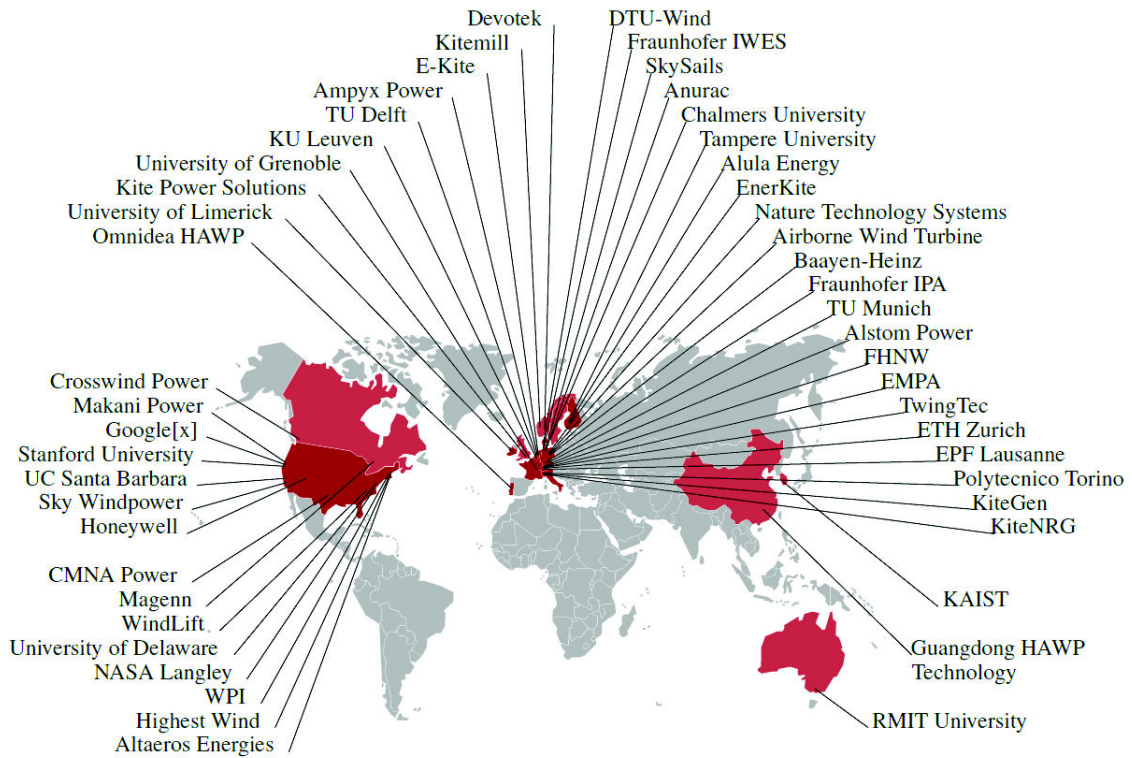 Devotek
Kitemill
E-Kite
Ampyx Power
TU Delft
KU Leuven
University of Grenoble
Kite Power Solutions
University of Limerick
Omnidea HAWP
DTU-Wind
Fraunhofer IWES
SkySails
Anurac
Chalmers University
Tampere University
Alula Energy
EnerKite
Nature Technology Systems
Airborne Wind Turbine
Baayen-Heinz
Fraunhofer IPA
TU Munich
Alstom Power
FHNW
EMPA
TwingTec
ETH Zurich
EPF Lausanne
Polytecnico Torino
KiteGen
KiteNRG
Crosswind Power
Makani Power
Google[x]
Stanford University
UC Santa Barbara
Sky Windpower
Honeywell
CMNA Power
Magenn
WindLift
University of Delaware
NASA Langley
WPI
Highest Wind
Altaeros Energies
KAIST
Guangdong HAWP
Technology
RMIT University